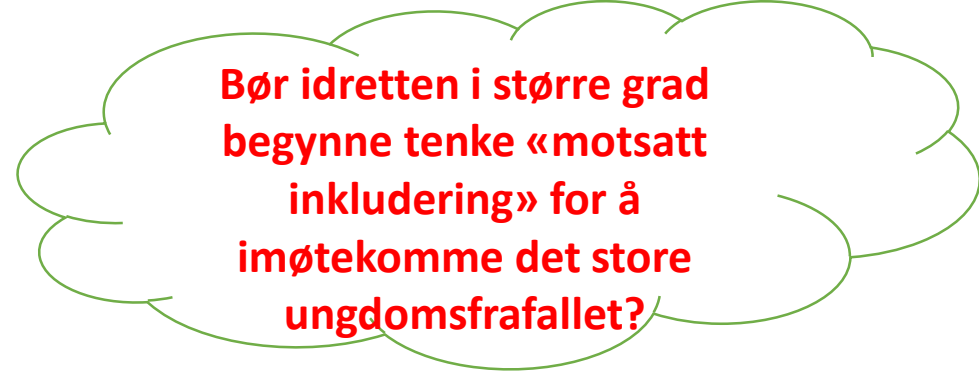 Bør idretten i større grad
begynne tenke «motsatt
inkludering» for å
imøtekomme det store
ungdomsfrafallet?